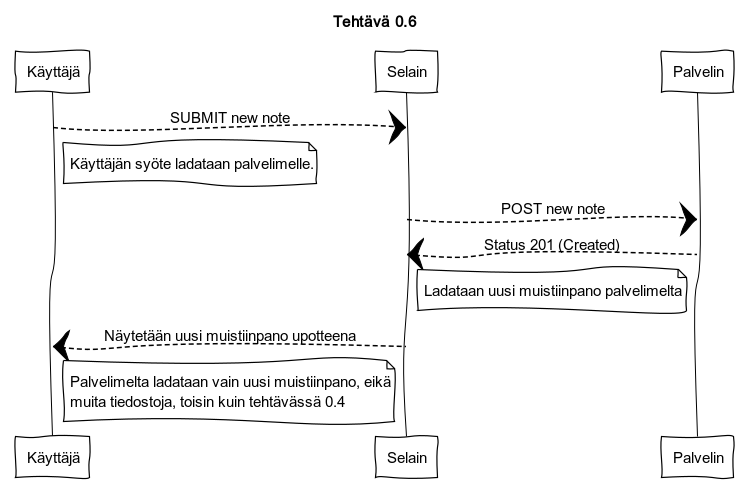 Tehtävä 0.6
Käyttäjä
Selain
Palvelin
SUBMIT new note
Käyttäjän syöte ladataan palvelimelle.
POST new note
Status 201 (Created)
Ladataan uusi muistiinpano palvelimelta
Näytetään uusi muistiinpano upotteena
Palvelimelta ladataan vain uusi muistiinpano, eikä
muita tiedostoja, toisin kuin tehtävässä 0.4
Käyttäjä
Selain
Palvelin